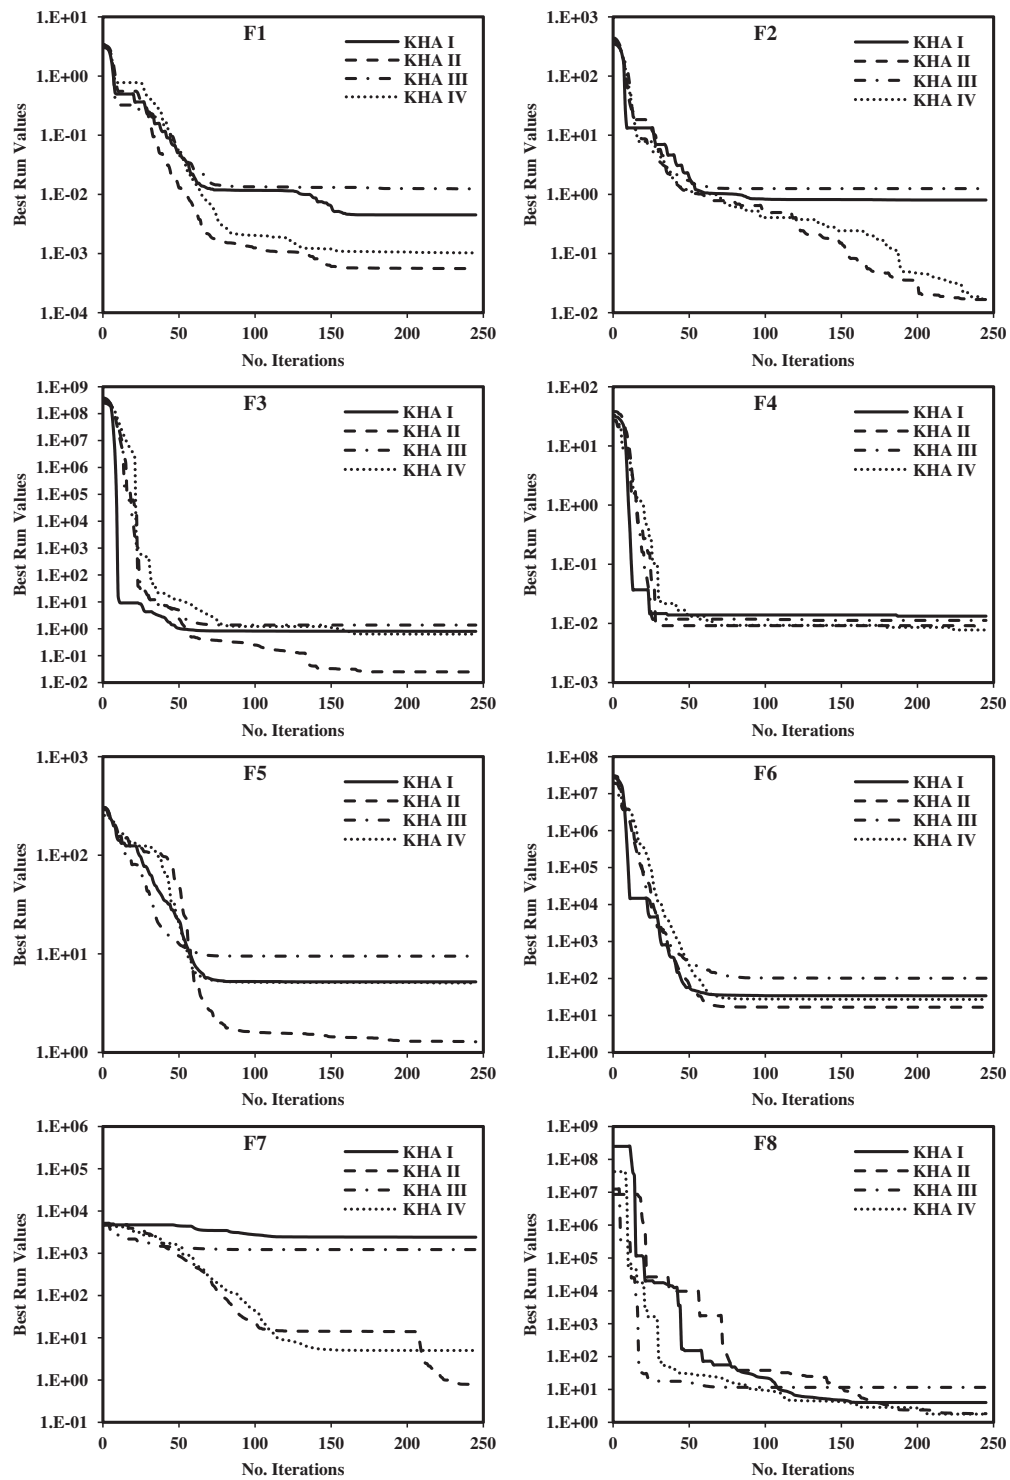 F1
KHA I
KHA II
KHA III
KHA IV
1.E+01
1.E+00
1.E-01
1.E-02
1.E-03
1.E-04
Best Run Values
0 50 100 150 200 250
No. Iterions
F2
KHA I
KHA II
KHA III
KHA IV
1.E+03
1.E+02
1.E+01
1.E+00
1.E-01
1.E-02
Best Run Values
0 50 100 150 200 250
No. Iterions
F3
KHA I
KHA II
KHA III
KHA IV
1.E+09
1.E+08
1.E+07
1.E+06
1.E+05
1.E+04
1.E+03
1.E+02
1.E+01
1.E+00
1.E-01
1.E-02
Best Run Values
0 50 100 150 200 250
No. Iterions
F4
KHA I
KHA II
KHA III
KHA IV
1.E+02
1.E+01
1.E+00
1.E-01
1.E-02
1.E-03
Best Run Values
0 50 100 150 200 250
No. Iterions
F5
KHA I
KHA II
KHA III
KHA IV
1.E+03
1.E+02
1.E+01
1.E+00
Best Run Values
0 50 100 150 200 250
No. Iterions
F6
KHA I
KHA II
KHA III
KHA IV
1.E+08
1.E+07
1.E+06
1.E+05
1.E+04
1.E+03
1.E+02
1.E+01
1.E+00
Best Run Values
0 50 100 150 200 250
No. Iterions
F7
KHA I
KHA II
KHA III
KHA IV
1.E+06
1.E+05
1.E+04
1.E+03
1.E+02
1.E+01
1.E+00
1.E-01
Best Run Values
0 50 100 150 200 250
No. Iterions
F8
KHA I
KHA II
KHA III
KHA IV
1.E+09
1.E+08
1.E+07
1.E+06
1.E+05
1.E+04
1.E+03
1.E+02
1.E+01
1.E+00
Best Run Values
0 50 100 150 200 250
No. Iterions